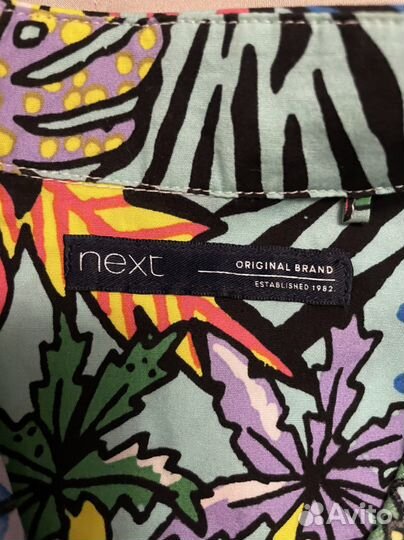 next
ORIGINAL BRAND
ESTABLISHED 1982
Avito